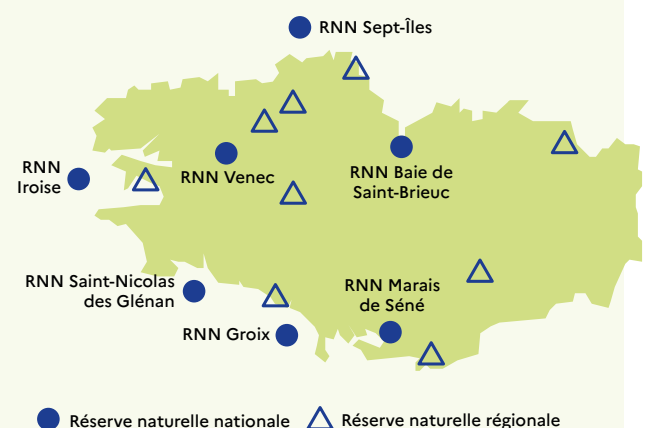 RNN Sept-Îles
RNN
Iroise
RNN Venec
RNN Baie de
Saint-Brieuc
RNN Saint-Nicolas
des Glénan
RNN Marais
de Séné
RNN Groix
Réserve naturelle nationale
Réserve naturelle régionale